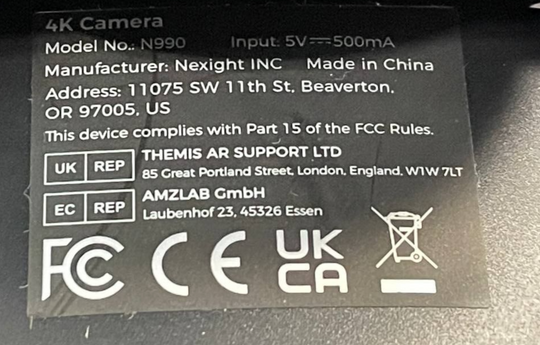 4K Camera
Model No.: N990 Input: 5V⎓500mA
Manufacturer: Nexight INC Made in China
Address: 11075 SW 11th St, Beaverton,
OR 97005, US
This device complies with Part 15 of the FCC Rules.
UK REP THEMIS AR SUPPORT LTD
85 Great Portland Street, London, England, W1W 7LT
EC REP AMZLAB GmbH
Laubenhof 23, 45326 Essen
FC CE UK
CA